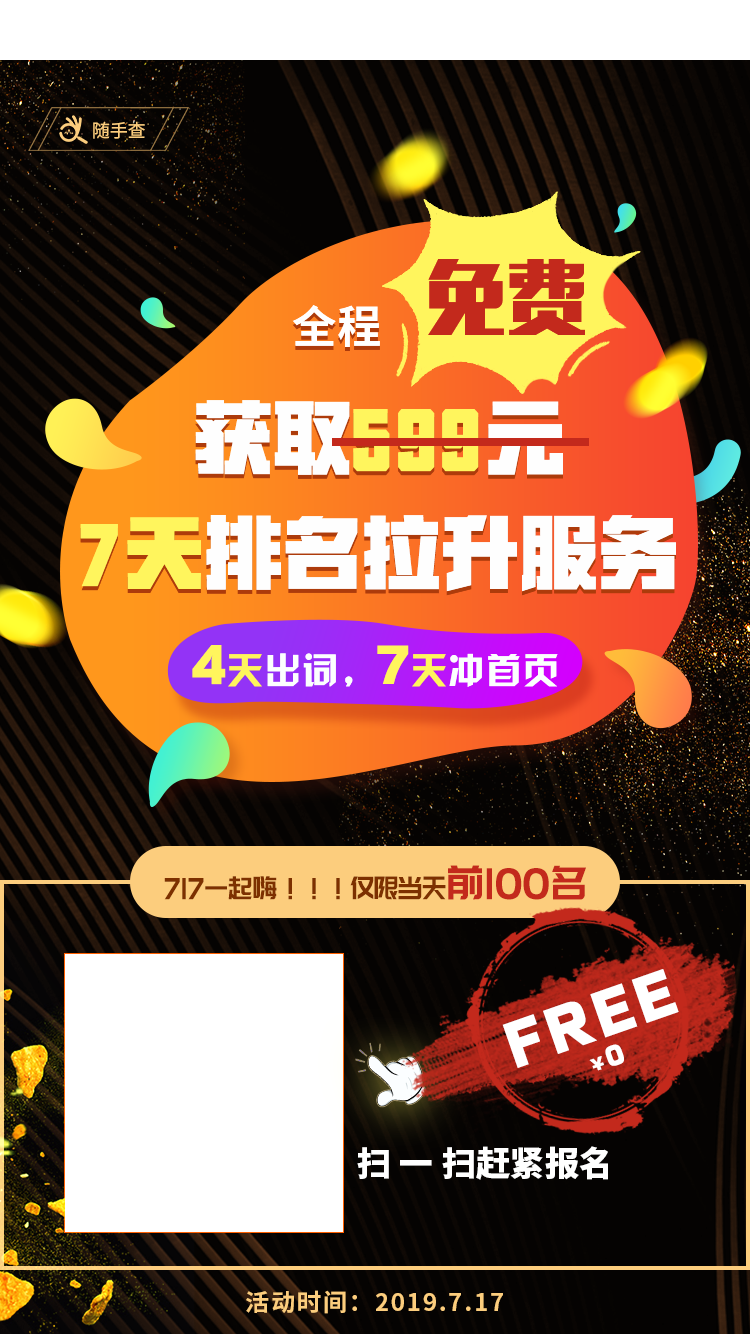 随手查
全程
免费
获取599元
7天排名拉升服务
4天出词，7天冲首页
717一起嗨！！！仅限当天前100名
FREE
¥0
扫一扫赶紧报名
活动时间：2019.7.17